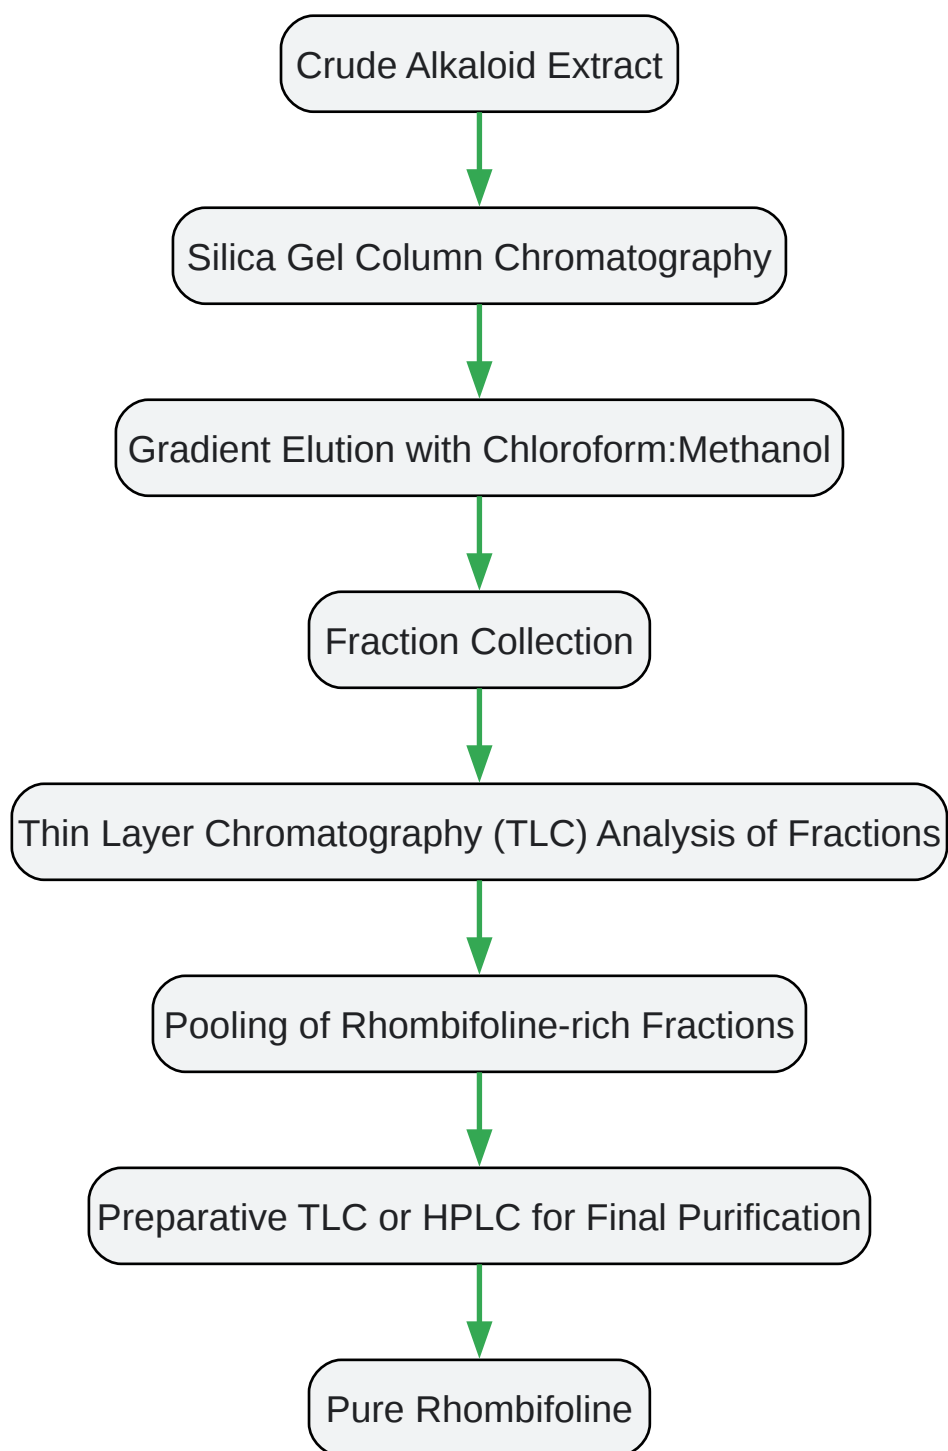 Crude Alkaloid Extract
Silica Gel Column Chromatography
Gradient Elution with Chloroform:Methanol
Fraction Collection
Thin Layer Chromatography (TLC) Analysis of Fractions
Pooling of Rhombifoline-rich Fractions
Preparative TLC or HPLC for Final Purification
Pure Rhombifoline